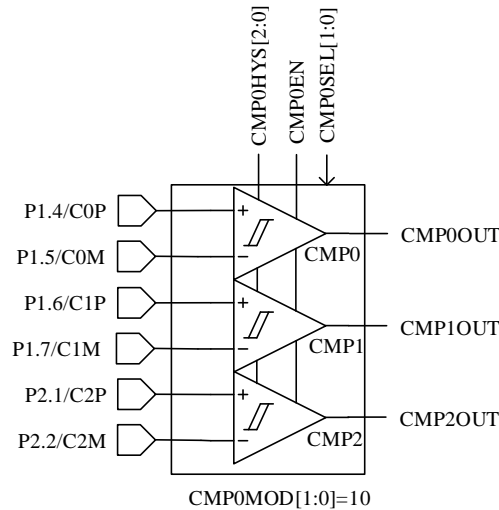 CMP0HYS[2:0]
CMP0EN
CMP0SEL[1:0]
P1.4/C0P
+
CMP0OUT
P1.5/C0M
−
CMP0
P1.6/C1P
+
CMP1OUT
P1.7/C1M
−
CMP1
P2.1/C2P
+
CMP2OUT
P2.2/C2M
−
CMP2
CMP0MOD[1:0]=10